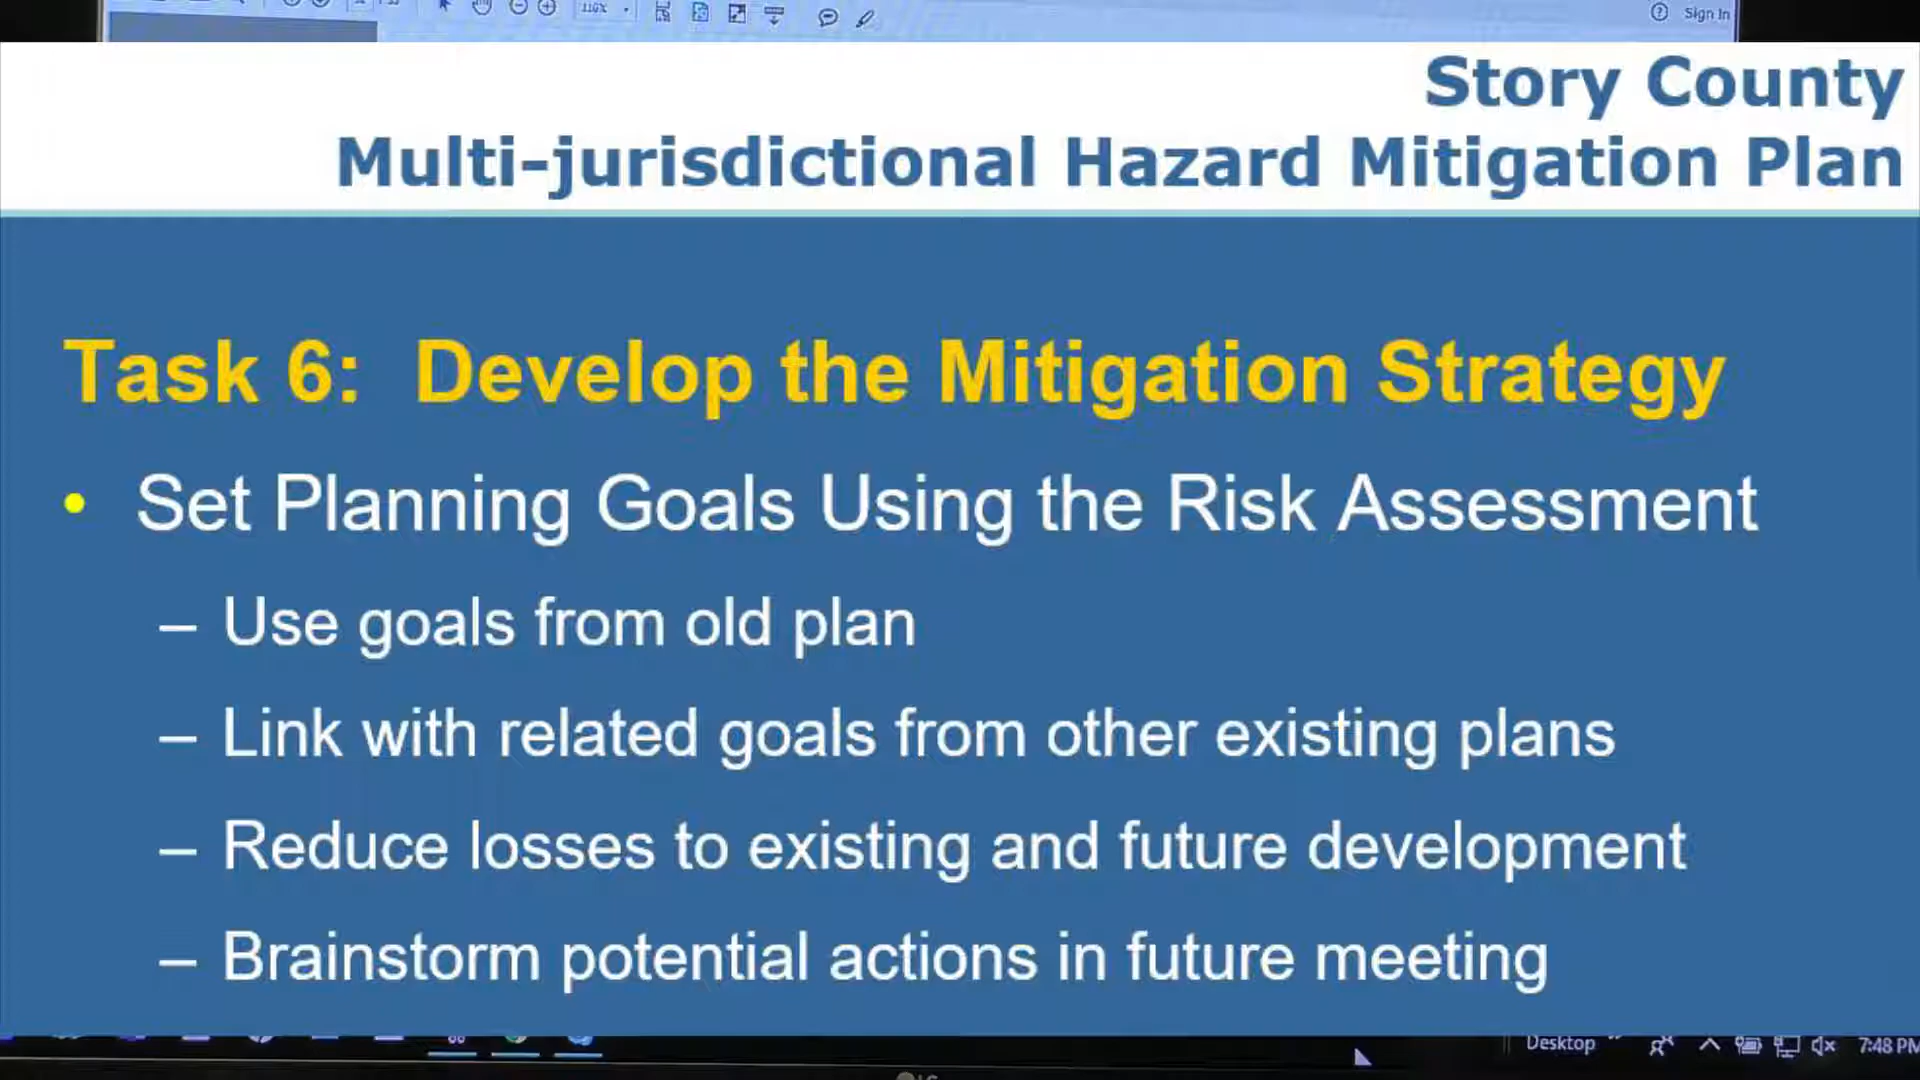 116%
Sign In
Story County
Multi-jurisdictional Hazard Mitigation Plan
Task 6: Develop the Mitigation Strategy
• Set Planning Goals Using the Risk Assessment
– Use goals from old plan
– Link with related goals from other existing plans
– Reduce losses to existing and future development
– Brainstorm potential actions in future meeting
Desktop
7:48 PM